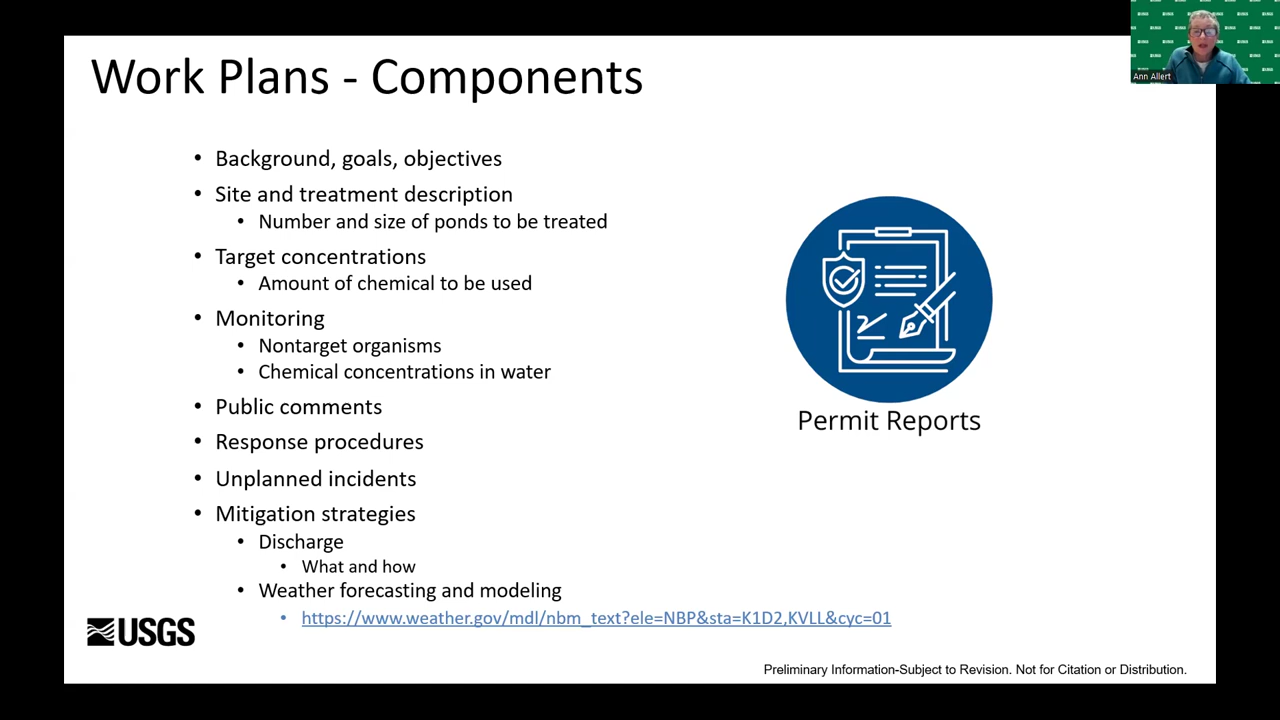 Work Plans - Components
Ann Allert
• Background, goals, objectives
• Site and treatment description
• Number and size of ponds to be treated
• Target concentrations
• Amount of chemical to be used
• Monitoring
• Nontarget organisms
• Chemical concentrations in water
• Public comments
• Response procedures
• Unplanned incidents
• Mitigation strategies
• Discharge
• What and how
• Weather forecasting and modeling
• https://www.weather.gov/mdl/nbm_text?ele=NBP&sta=K1D2,KVLL&cyc=01
Permit Reports
USGS
Preliminary Information-Subject to Revision. Not for Citation or Distribution.